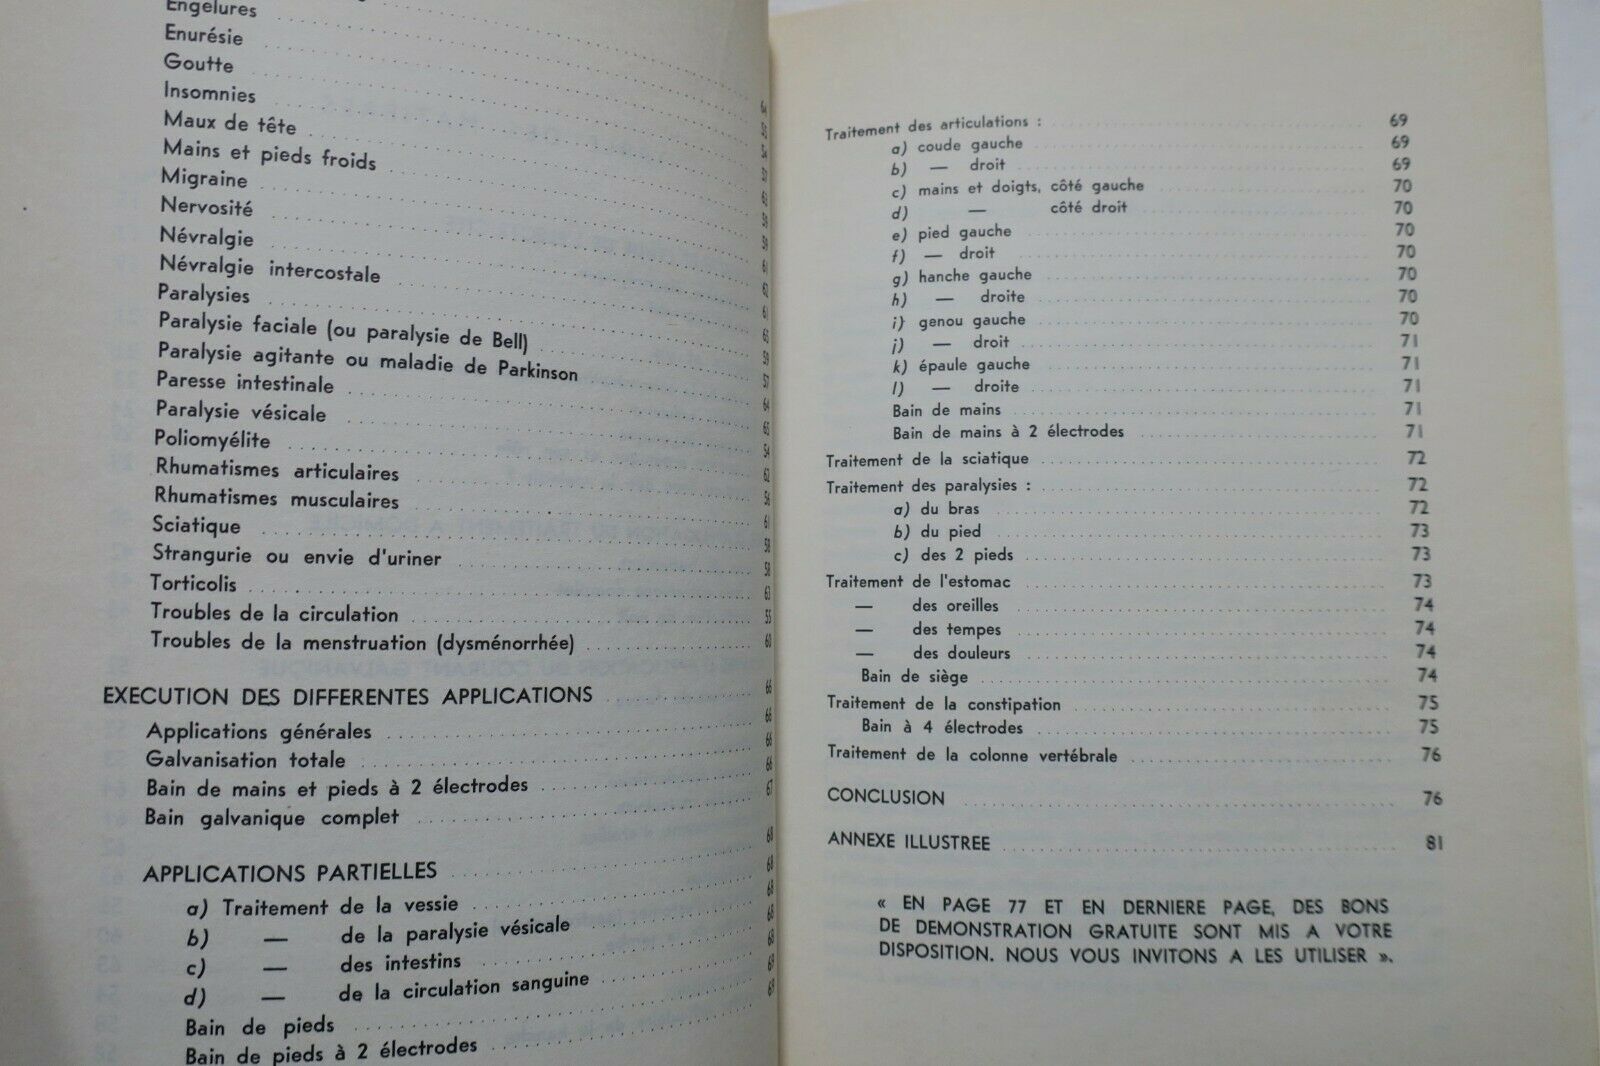 Engelures
Enurésie
Goutte
Insomnies
Maux de tête
Mains et pieds froids
Migraine
Nervosité
Névralgie
Névralgie intercostale
Paralysies
Paralysie faciale (ou paralysie de Bell)
Paralysie agitante ou maladie de Parkinson
Paresse intestinale
Paralysie vésicale
Poliomyélite
Rhumatismes articulaires
Rhumatismes musculaires
Sciatique
Strangurie ou envie d'uriner
Torticolis
Troubles de la circulation
Troubles de la menstruation (dysménorrhée)
EXECUTION DES DIFFERENTES APPLICATIONS
Applications générales
Galvanisation totale
Bain de mains et pieds à 2 électrodes
Bain galvanique complet
APPLICATIONS PARTIELLES
a) Traitement de la vessie
b) — de la paralysie vésicale
c) — des intestins
d) — de la circulation sanguine
Bain de pieds
Bain de pieds à 2 électrodes
Traitement des articulations : 69
a) coude gauche 69
b) — droit 69
c) mains et doigts, côté gauche 70
d) — côté droit 70
e) pied gauche 70
f) — droit 70
g) hanche gauche 70
h) — droite 70
i) genou gauche 70
j) — droit 71
k) épaule gauche 71
l) — droite 71
Bain de mains 71
Bain de mains à 2 électrodes 71
Traitement de la sciatique 72
Traitement des paralysies : 72
a) du bras 72
b) du pied 73
c) des 2 pieds 73
Traitement de l'estomac 73
— des oreilles 74
— des tempes 74
— des douleurs 74
Bain de siège 74
Traitement de la constipation 75
Bain à 4 électrodes 75
Traitement de la colonne vertébrale 76
CONCLUSION 76
ANNEXE ILLUSTREE 81
« EN PAGE 77 ET EN DERNIERE PAGE, DES BONS
DE DEMONSTRATION GRATUITE SONT MIS A VOTRE
DISPOSITION. NOUS VOUS INVITONS A LES UTILISER ».